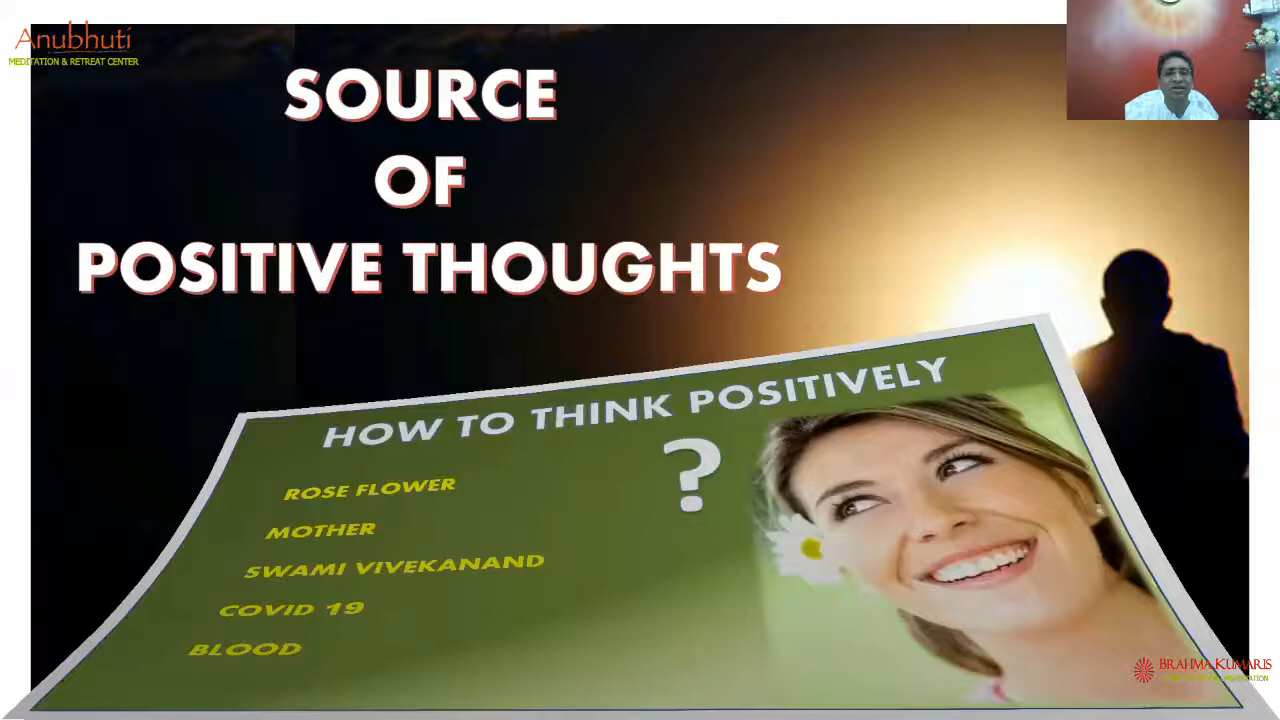 Anubhuti
MEDITATION & RETREAT CENTER
SOURCE
OF
POSITIVE THOUGHTS
HOW TO THINK POSITIVELY
?
ROSE FLOWER
MOTHER
SWAMI VIVEKANAND
COVID 19
BLOOD
BRAHMA KUMARIS